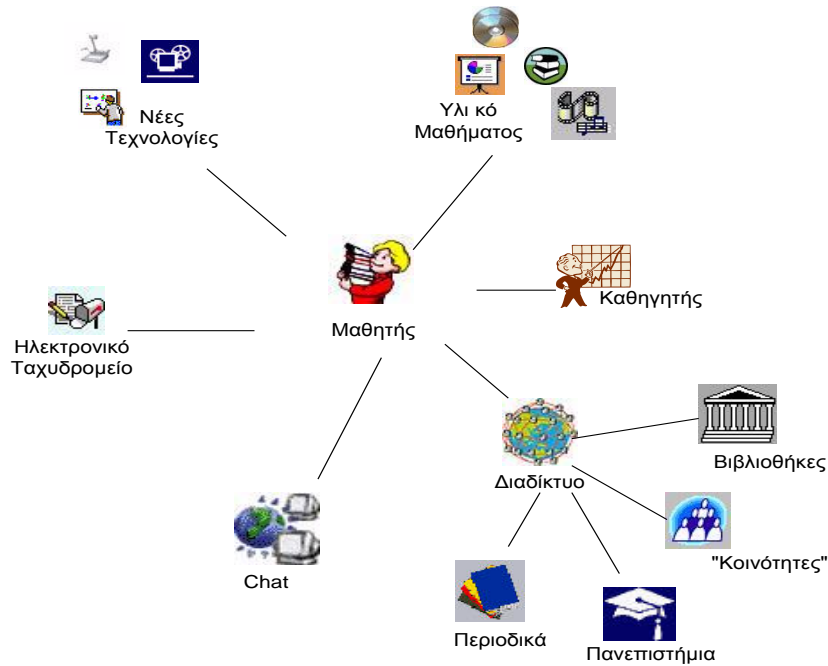 Νέες
Τεχνολογίες
Υλι κό
Μαθήματος
Καθηγητής
Μαθητής
Ηλεκτρονικό
Ταχυδρομείο
Βιβλιοθήκες
Διαδίκτυο
"Κοινότητες"
Chat
Περιοδικά
Πανεπιστήμια